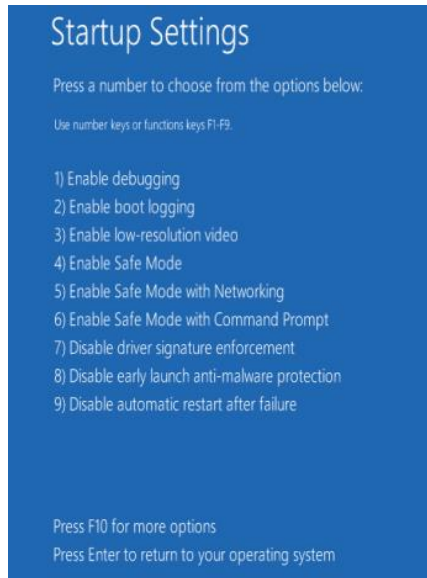 Startup Settings
Press a number to choose from the options below:
Use number keys or functions keys F1-F9.
1) Enable debugging
2) Enable boot logging
3) Enable low-resolution video
4) Enable Safe Mode
5) Enable Safe Mode with Networking
6) Enable Safe Mode with Command Prompt
7) Disable driver signature enforcement
8) Disable early launch anti-malware protection
9) Disable automatic restart after failure
Press F10 for more options
Press Enter to return to your operating system